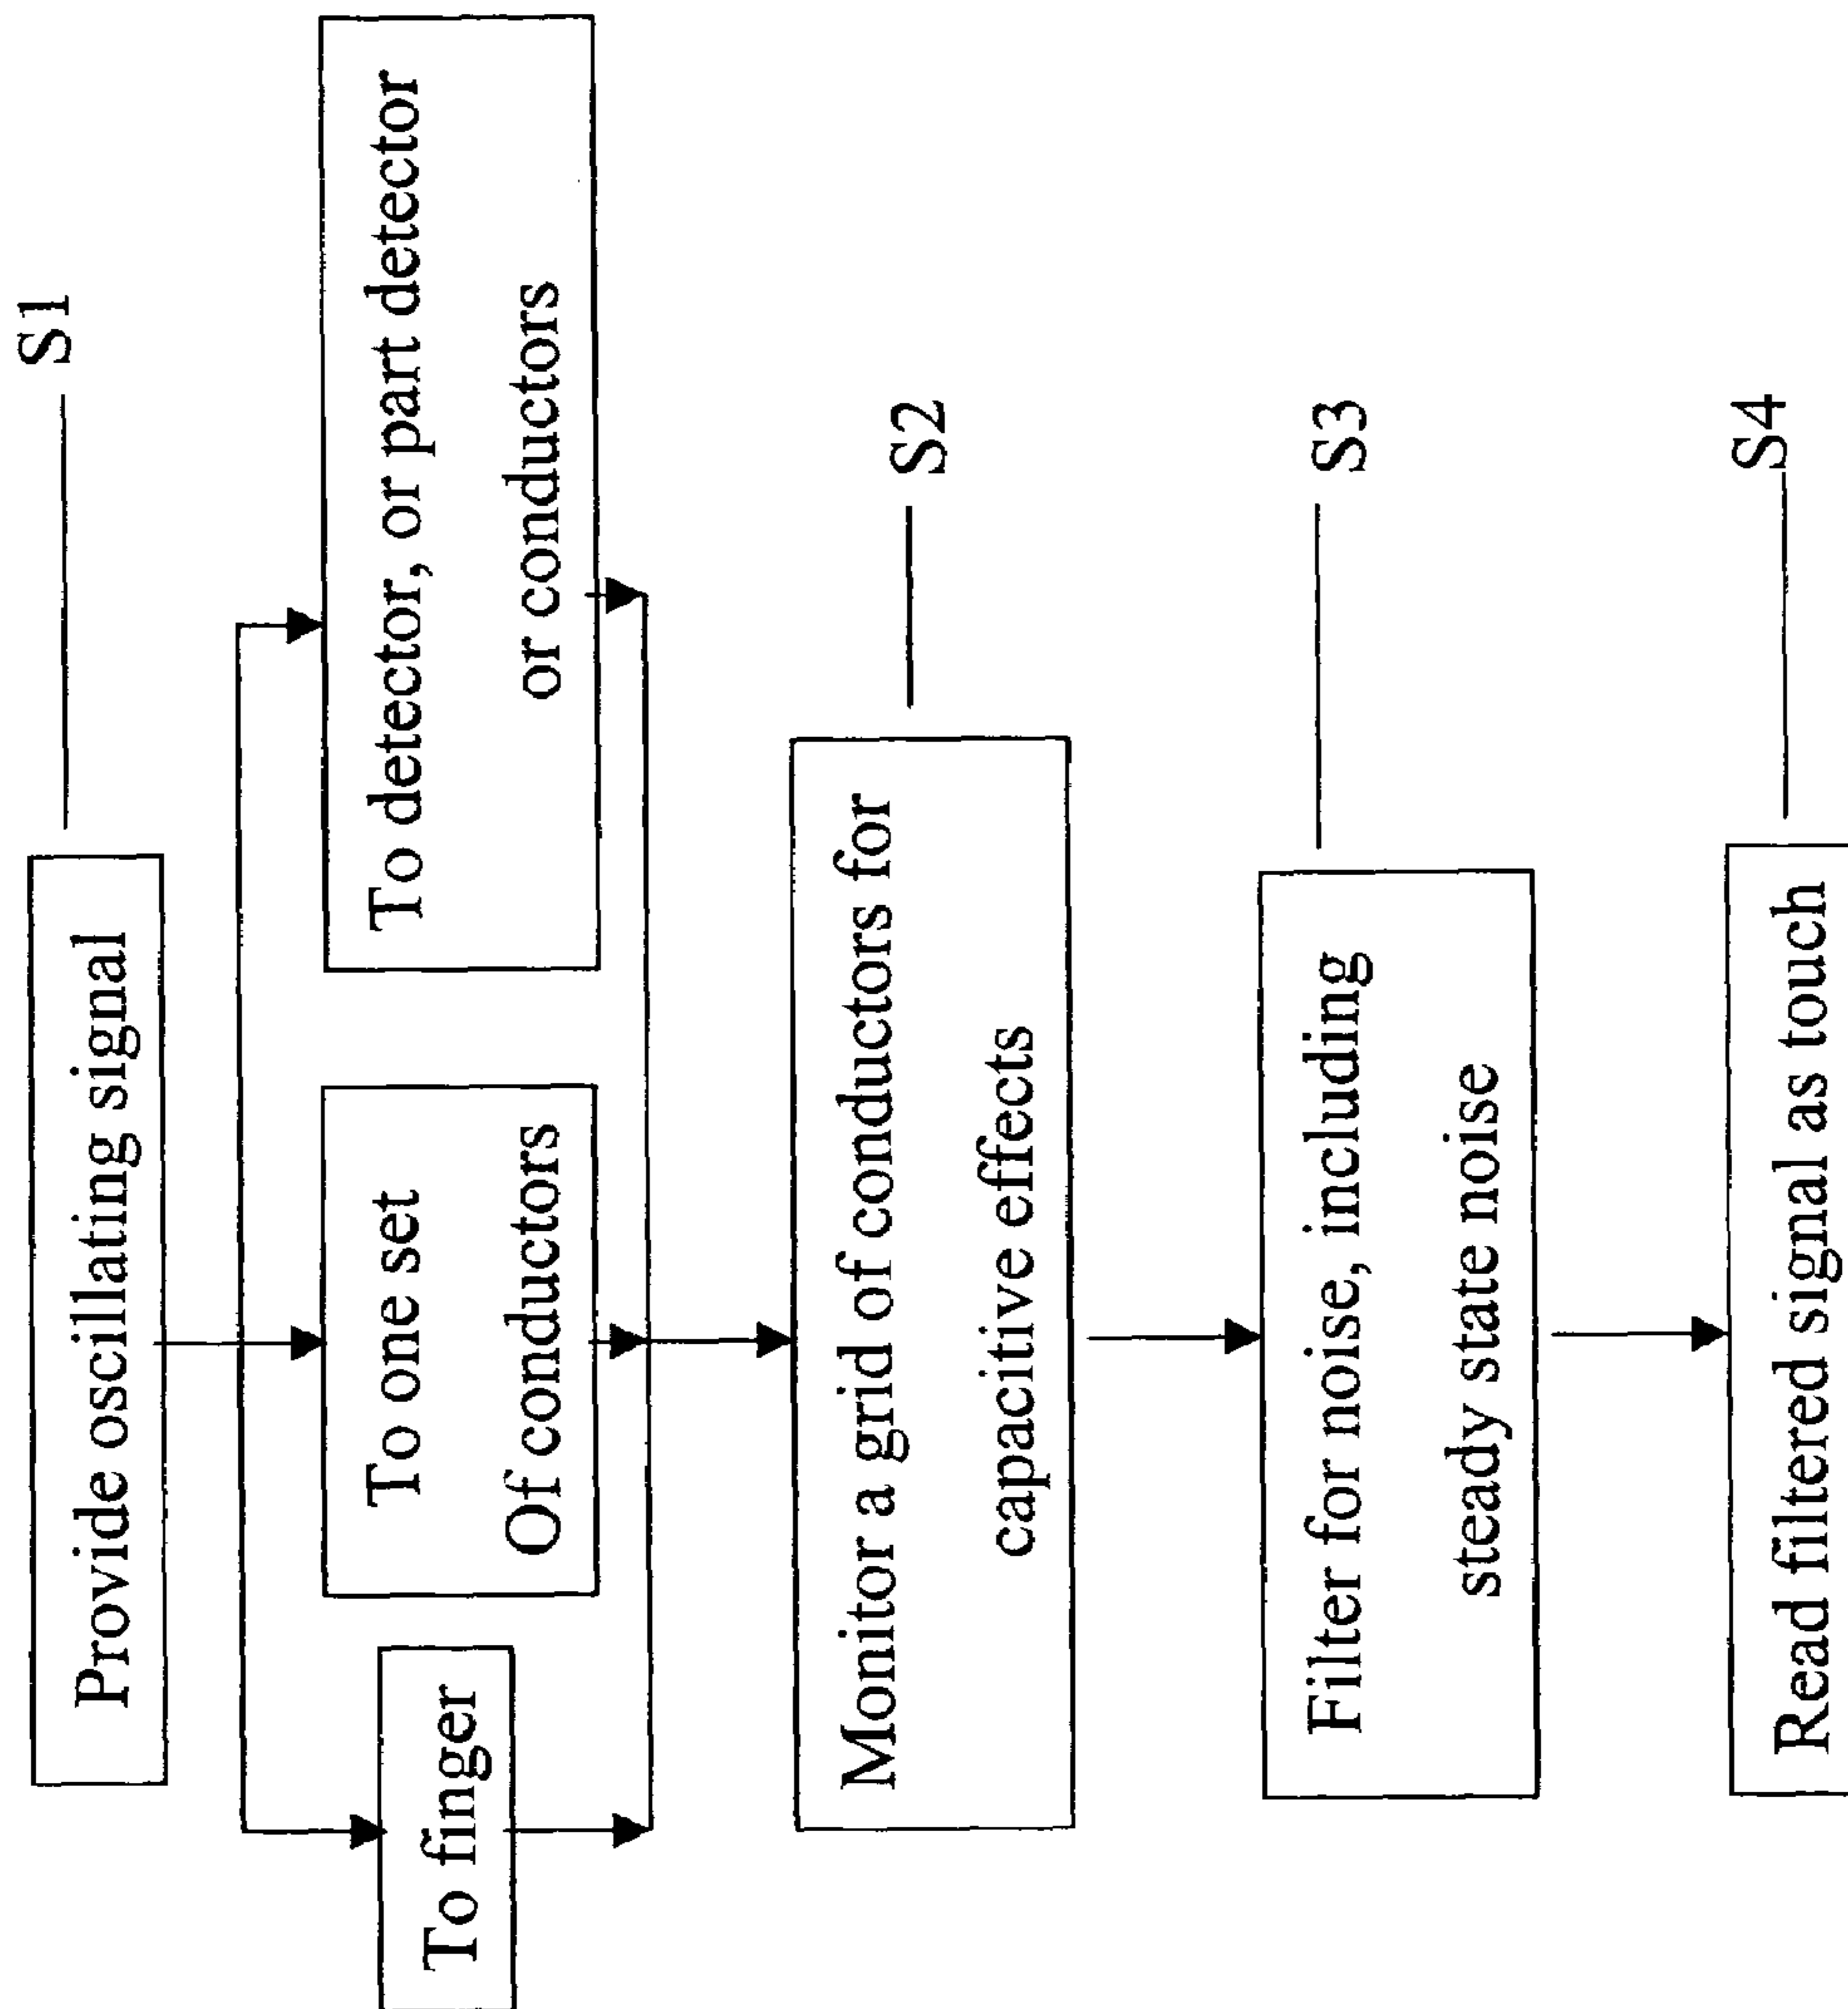 Provide oscillating signal
S1
To finger
To one set
Of conductors
To detector, or part detector
or conductors
Monitor a grid of conductors for
capacitive effects
S2
Filter for noise, including
steady state noise
S3
Read filtered signal as touch
S4